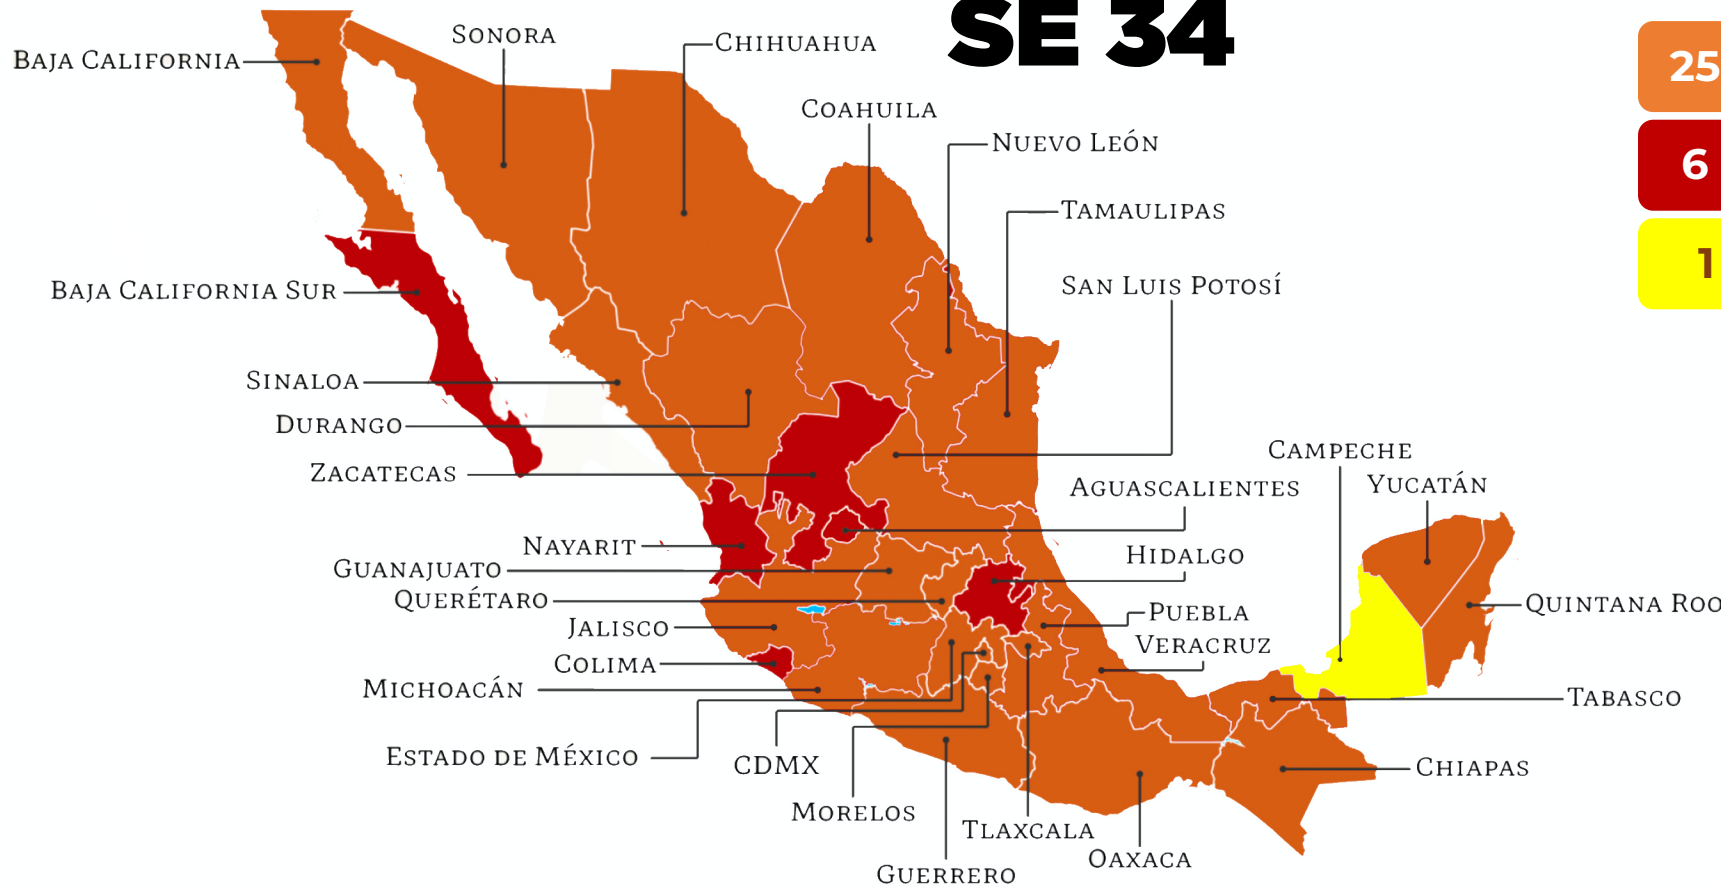 SE 34
25
6
1
BAJA CALIFORNIA
SONORA
CHIHUAHUA
COAHUILA
NUEVO LEÓN
TAMAULIPAS
SAN LUIS POTOSÍ
BAJA CALIFORNIA SUR
SINALOA
DURANGO
ZACATECAS
CAMPECHE
YUCATÁN
AGUASCALIENTES
NAYARIT
HIDALGO
GUANAJUATO
QUERÉTARO
QUINTANA ROO
PUEBLA
JALISCO
VERACRUZ
COLIMA
MICHOACÁN
TABASCO
ESTADO DE MÉXICO
CDMX
CHIAPAS
MORELOS
TLAXCALA
OAXACA
GUERRERO